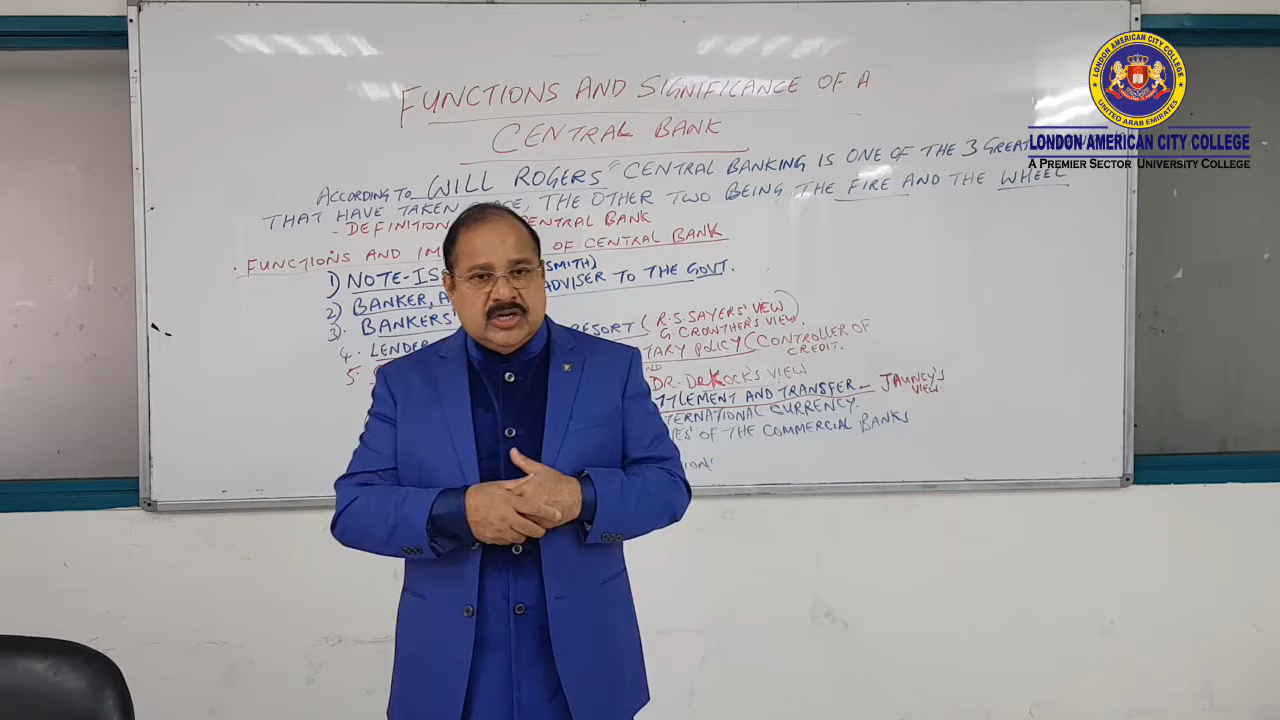 FUNCTIONS AND SIGNIFICANCE OF A
CENTRAL BANK
ACCORDING TO WILL ROGERS "CENTRAL BANKING IS ONE OF THE 3 GREAT
THAT HAVE TAKEN PLACE, THE OTHER TWO BEING THE FIRE AND THE WHEEL
- DEFINITION CENTRAL BANK
. FUNCTIONS AND IM OF CENTRAL BANK
1) NOTE-IS SMITH)
2) BANKER, A ADVISER TO THE GOVT.
3. BANKERS' RESORT ( R.S.SAYERS' VIEW )
G. CROWTHER'S VIEW.
4. LENDER TARY POLICY (CONTROLLER OF
CREDIT.
5. DR. DEKOCK'S VIEW
TTLEMENT AND TRANSFER - JAUNCY'S
VIEW.
TERNATIONAL CURRENCY.
VES' OF THE COMMERCIAL BANKS
ION'
LONDON AMERICAN CITY COLLEGE
UNITED ARAB EMIRATES
LONDON AMERICAN CITY COLLEGE
A PREMIER SECTOR UNIVERSITY COLLEGE